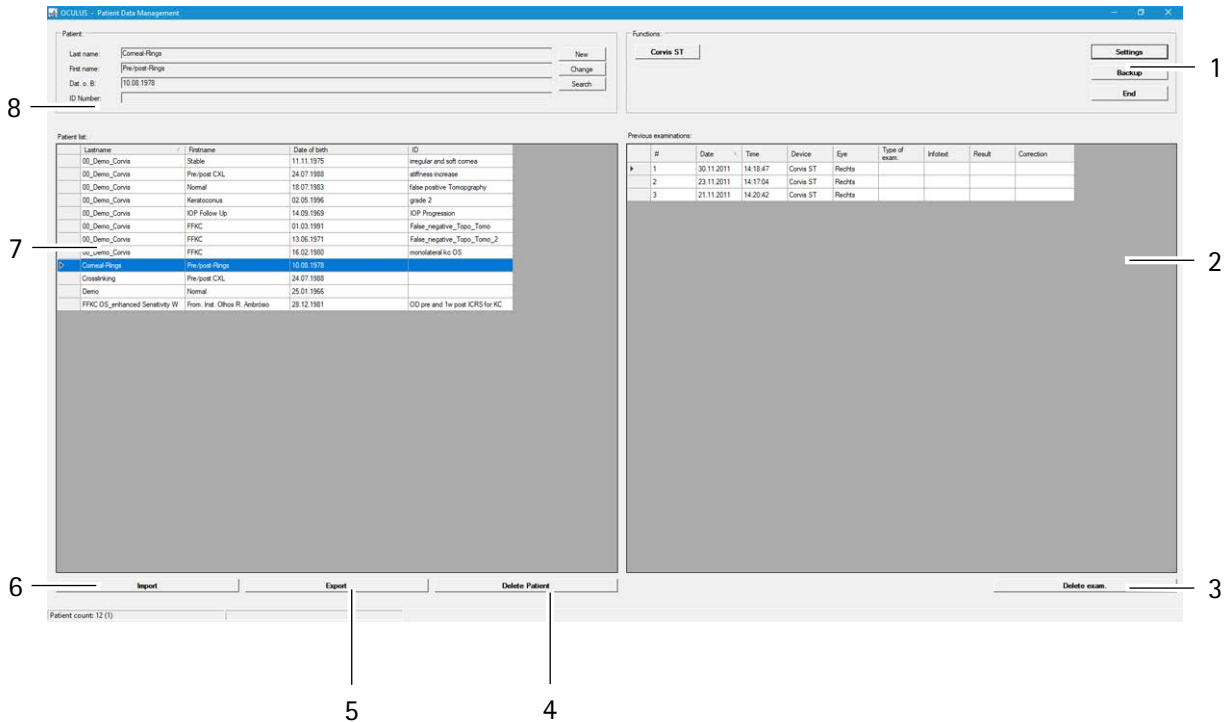 OCULUS - Patient Data Management
Patient:
Last name: Corneal-Rings New
First name: Pre/post-Rings Change
Dat. o. B: 10.08.1978 Search
ID Number:
8
Functions:
Corvis ST Settings
Backup 1
End
Patient list:
Lastname Firstname Date of birth ID
00_Demo_Corvis Stable 11.11.1975 irregular and soft cornea
00_Demo_Corvis Pre/post CXL 24.07.1988 stiffness increase
00_Demo_Corvis Normal 18.07.1983 false positive Tomopgraphy
00_Demo_Corvis Keratoconus 02.05.1996 grade 2
00_Demo_Corvis IOP Follow Up 14.09.1969 IOP Progression
00_Demo_Corvis FFKC 01.03.1991 False_negative_Topo_Tomo
00_Demo_Corvis FFKC 13.06.1971 False_negative_Topo_Tomo_2
7 00_Demo_Corvis FFKC 16.02.1980 monolateral kc OS
Corneal-Rings Pre/post-Rings 10.08.1978
Crosslinking Pre/post CXL 24.07.1988
Demo Normal 25.01.1966
FFKC OS_enhanced Sensitivity W From. Inst. Olhos R. Ambrósio 28.12.1981 OD pre and 1w post ICRS for KC
Previous examinations:
# Date Time Device Eye Type of exam. Infotext Result Correction
1 30.11.2011 14:18:47 Corvis ST Rechts
2 23.11.2011 14:17:04 Corvis ST Rechts
3 21.11.2011 14:20:42 Corvis ST Rechts
2
6 Import Export Delete Patient Delete exam. 3
Patient count: 12 (1)
5 4